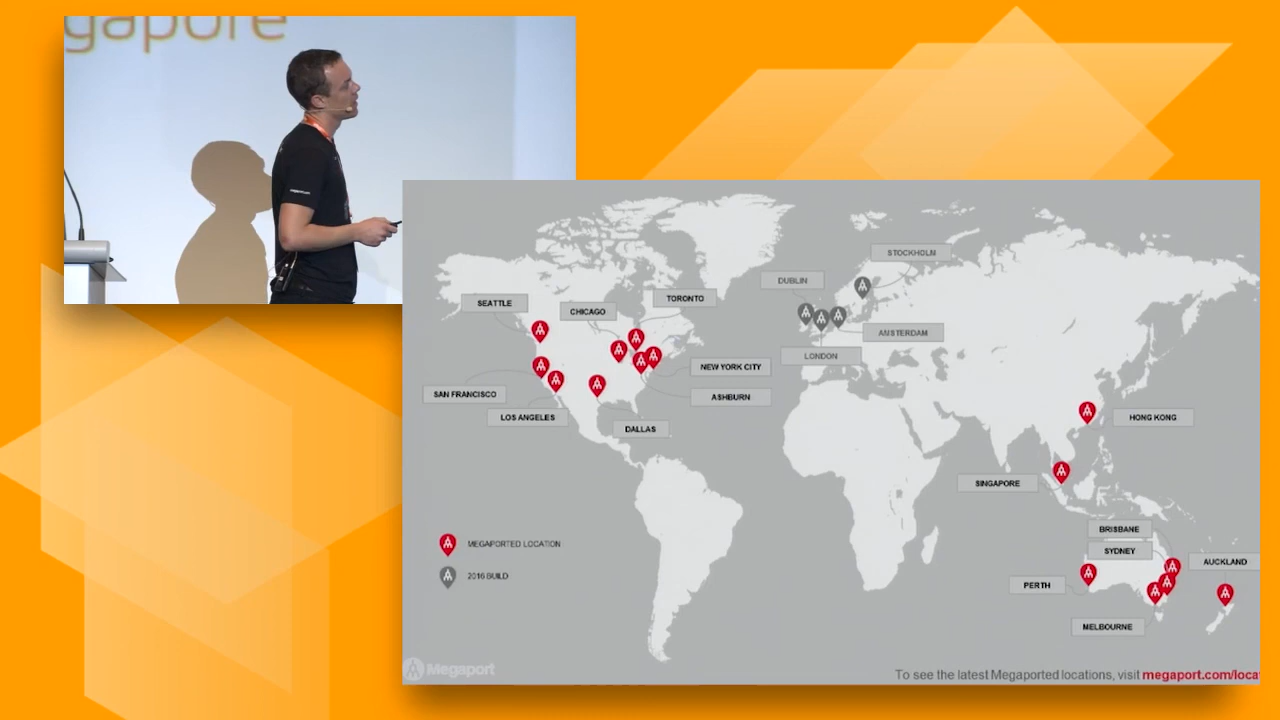 gapore
STOCKHOLM
DUBLIN
SEATTLE
CHICAGO
TORONTO
AMSTERDAM
LONDON
NEW YORK CITY
SAN FRANCISCO
ASHBURN
LOS ANGELES
DALLAS
HONG KONG
SINGAPORE
BRISBANE
SYDNEY
AUCKLAND
PERTH
MELBOURNE
MEGAPORTED LOCATION
2016 BUILD
Megaport
To see the latest Megaported locations, visit megaport.com/loca